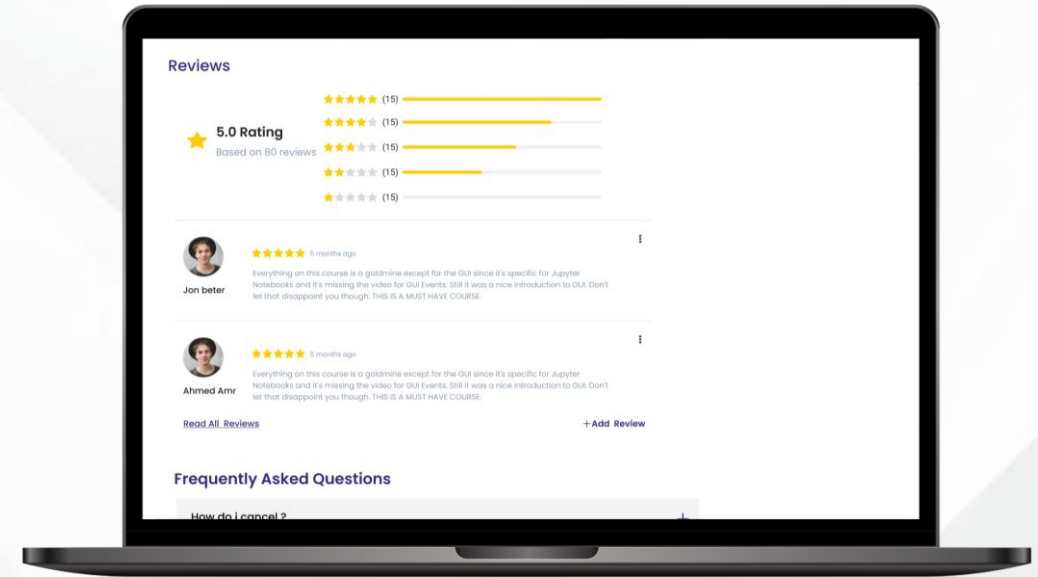 Reviews
(15)
(15)
5.0 Rating
Based on 80 reviews
(15)
(15)
(15)
5 months ago
Everything on this course is a goldmine except for the GUI since it's specific for Jupyter
Notebooks and it's missing the video for GUI Events. Still it was a nice introduction to GUI. Don't
let that disappoint you though. THIS IS A MUST HAVE COURSE.
Jon beter
5 months ago
Everything on this course is a goldmine except for the GUI since it's specific for Jupyter
Notebooks and it's missing the video for GUI Events. Still it was a nice introduction to GUI. Don't
let that disappoint you though. THIS IS A MUST HAVE COURSE.
Ahmed Amr
Read All Reviews
+Add Review
Frequently Asked Questions
How do i cancel ?
+